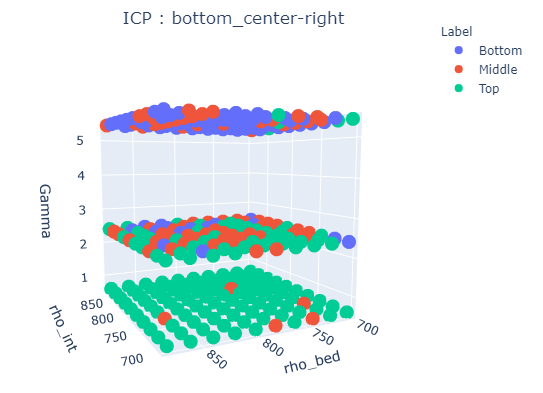 ICP : bottom_center-right
Label
Bottom
Middle
Top
5
4
3
2
1
Gamma
850
800
750
700
rho_int
850
800
750
700
rho_bed